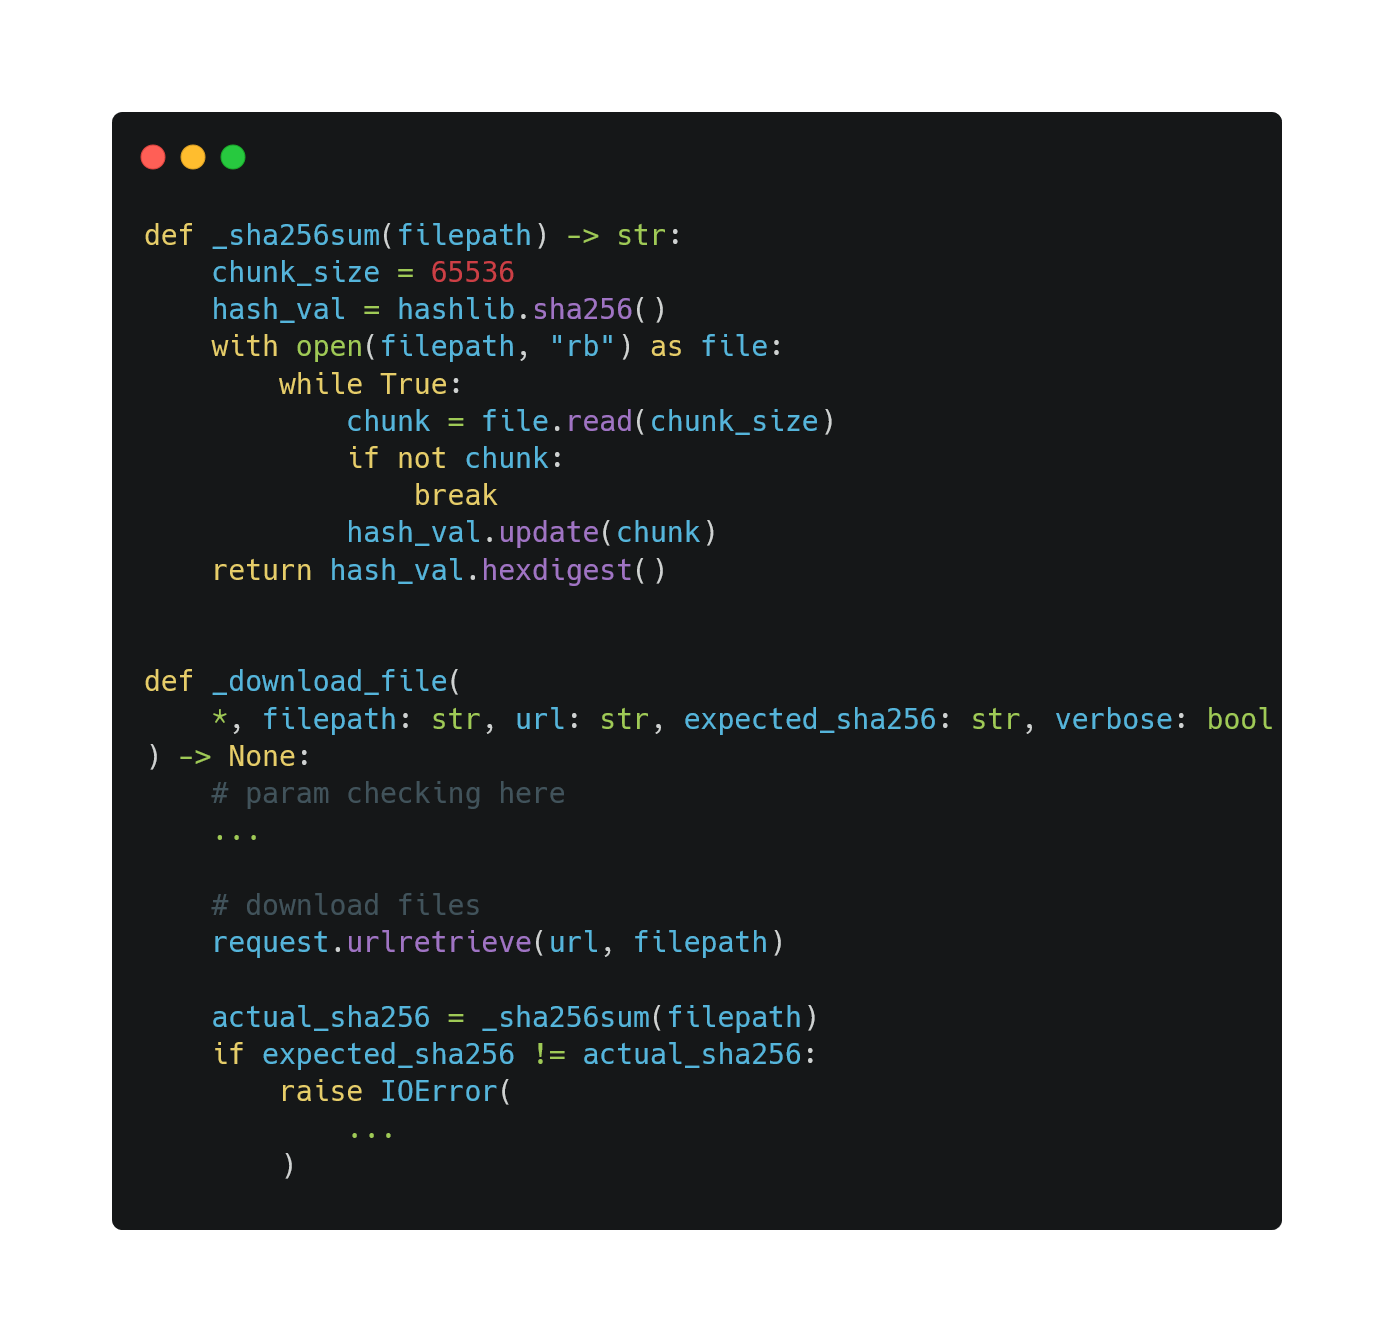 def _sha256sum(filepath) -> str:
    chunk_size = 65536
    hash_val = hashlib.sha256()
    with open(filepath, "rb") as file:
        while True:
            chunk = file.read(chunk_size)
            if not chunk:
                break
            hash_val.update(chunk)
    return hash_val.hexdigest()


def _download_file(
    *, filepath: str, url: str, expected_sha256: str, verbose: bool
) -> None:
    # param checking here
    ...

    # download files
    request.urlretrieve(url, filepath)

    actual_sha256 = _sha256sum(filepath)
    if expected_sha256 != actual_sha256:
        raise IOError(
            ...
        )